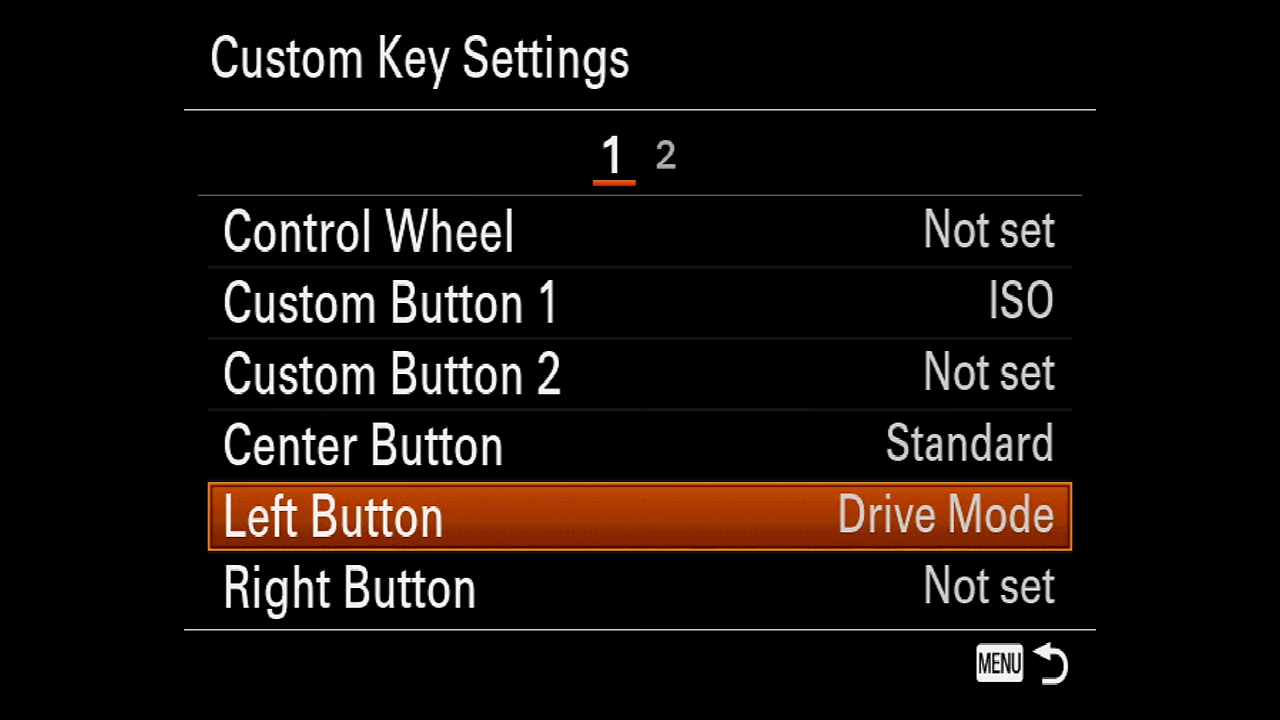 Custom Key Settings
1 2
Control Wheel Not set
Custom Button 1 ISO
Custom Button 2 Not set
Center Button Standard
Left Button Drive Mode
Right Button Not set
MENU